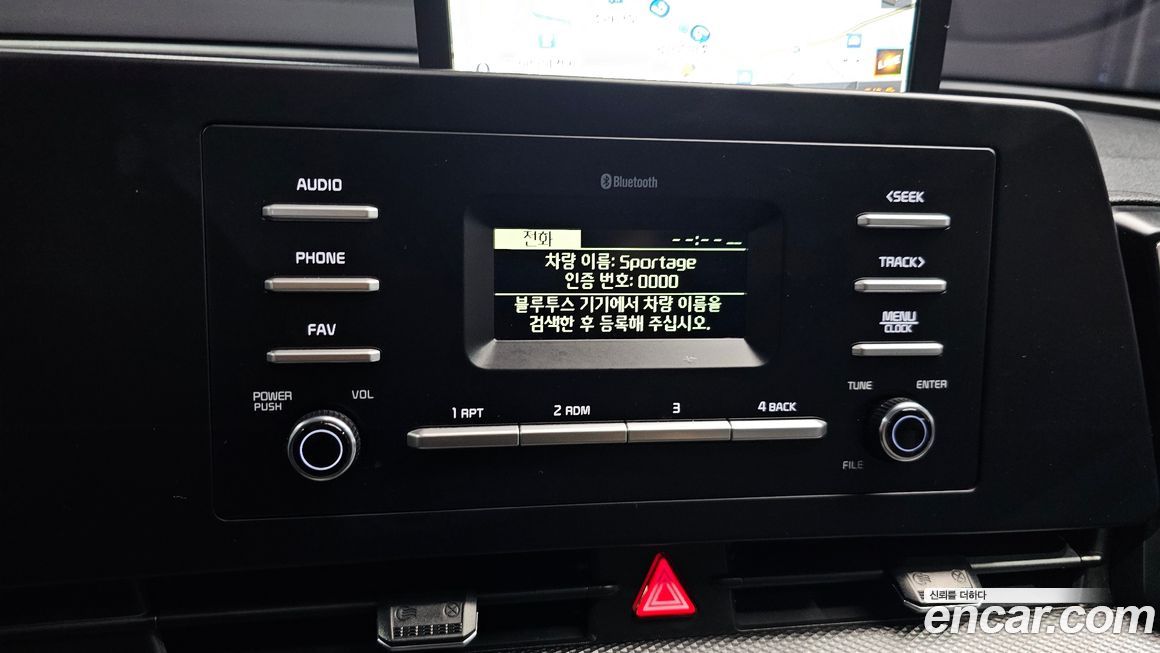 AUDIO
Bluetooth
<SEEK
전화
--:-- __
PHONE
차량 이름: Sportage
TRACK>
인증 번호: 0000
FAV
블루투스 기기에서 차량 이름을
검색한 후 등록해 주십시오.
MENU
CLOCK
POWER
PUSH
VOL
TUNE
ENTER
1 RPT
2 RDM
3
4 BACK
FILE
신뢰를 더하다
encar.com